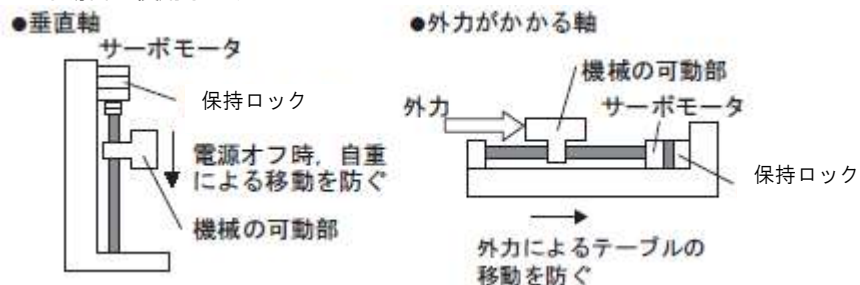 ●垂直軸
サーボモータ
保持ロック
電源オフ時，自重
による移動を防ぐ
機械の可動部
●外力がかかる軸
機械の可動部
外力
サーボモータ
保持ロック
外力によるテーブルの
移動を防ぐ